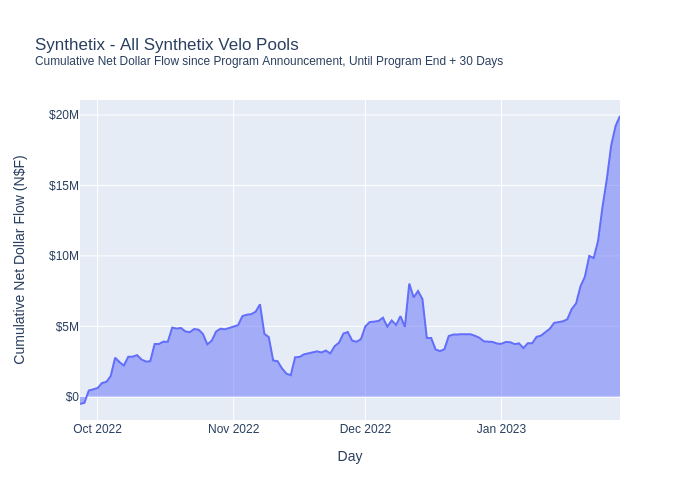 Synthetix - All Synthetix Velo Pools
Cumulative Net Dollar Flow since Program Announcement, Until Program End + 30 Days
Cumulative Net Dollar Flow (N$F)
$20M
$15M
$10M
$5M
$0
Oct 2022
Nov 2022
Dec 2022
Jan 2023
Day